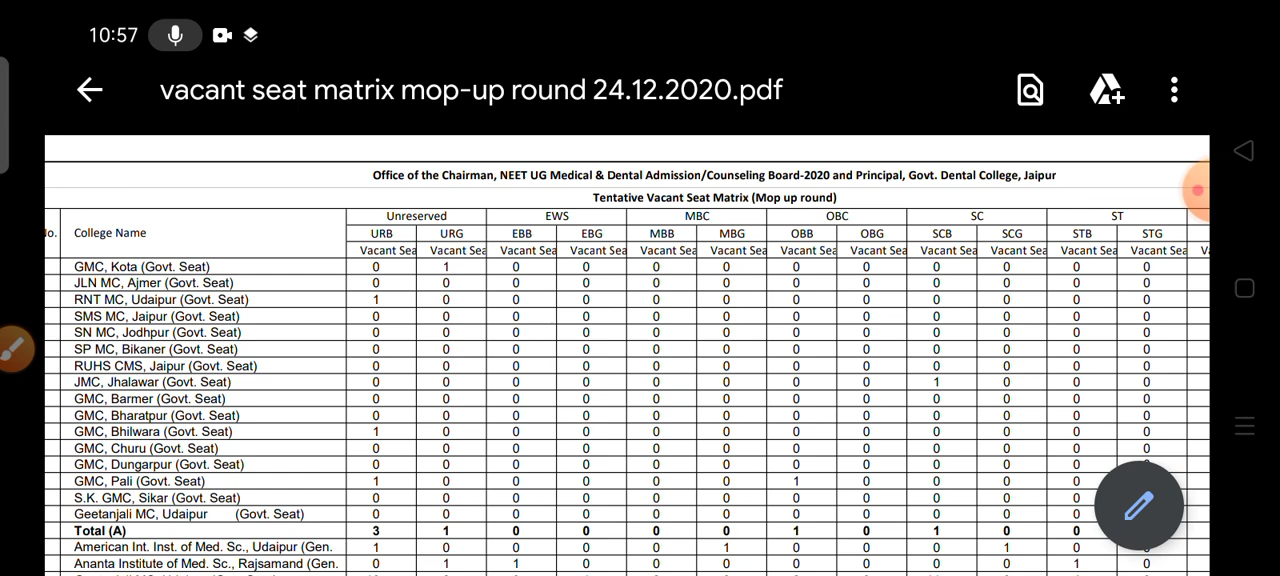 10:57
vacant seat matrix mop-up round 24.12.2020.pdf
Office of the Chairman, NEET UG Medical & Dental Admission/Counseling Board-2020 and Principal, Govt. Dental College, Jaipur
Tentative Vacant Seat Matrix (Mop up round)
Unreserved EWS MBC OBC SC ST
No. College Name URB URG EBB EBG MBB MBG OBB OBG SCB SCG STB STG
Vacant Sea Vacant Sea Vacant Sea Vacant Sea Vacant Sea Vacant Sea Vacant Sea Vacant Sea Vacant Sea Vacant Sea Vacant Sea Vacant Sea
GMC, Kota (Govt. Seat) 0 1 0 0 0 0 0 0 0 0 0 0
JLN MC, Ajmer (Govt. Seat) 0 0 0 0 0 0 0 0 0 0 0 0
RNT MC, Udaipur (Govt. Seat) 1 0 0 0 0 0 0 0 0 0 0 0
SMS MC, Jaipur (Govt. Seat) 0 0 0 0 0 0 0 0 0 0 0 0
SN MC, Jodhpur (Govt. Seat) 0 0 0 0 0 0 0 0 0 0 0 0
SP MC, Bikaner (Govt. Seat) 0 0 0 0 0 0 0 0 0 0 0 0
RUHS CMS, Jaipur (Govt. Seat) 0 0 0 0 0 0 0 0 0 0 0 0
JMC, Jhalawar (Govt. Seat) 0 0 0 0 0 0 0 0 1 0 0 0
GMC, Barmer (Govt. Seat) 0 0 0 0 0 0 0 0 0 0 0 0
GMC, Bharatpur (Govt. Seat) 0 0 0 0 0 0 0 0 0 0 0 0
GMC, Bhilwara (Govt. Seat) 1 0 0 0 0 0 0 0 0 0 0 0
GMC, Churu (Govt. Seat) 0 0 0 0 0 0 0 0 0 0 0 0
GMC, Dungarpur (Govt. Seat) 0 0 0 0 0 0 0 0 0 0 0
GMC, Pali (Govt. Seat) 1 0 0 0 0 0 1 0 0 0 0
S.K. GMC, Sikar (Govt. Seat) 0 0 0 0 0 0 0 0 0 0 0
Geetanjali MC, Udaipur (Govt. Seat) 0 0 0 0 0 0 0 0 0 0 0
Total (A) 3 1 0 0 0 0 1 0 1 0 0
American Int. Inst. of Med. Sc., Udaipur (Gen. 1 0 0 0 0 1 0 0 0 1 0
Ananta Institute of Med. Sc., Rajsamand (Gen. 0 1 1 0 0 0 0 0 0 0 1 0